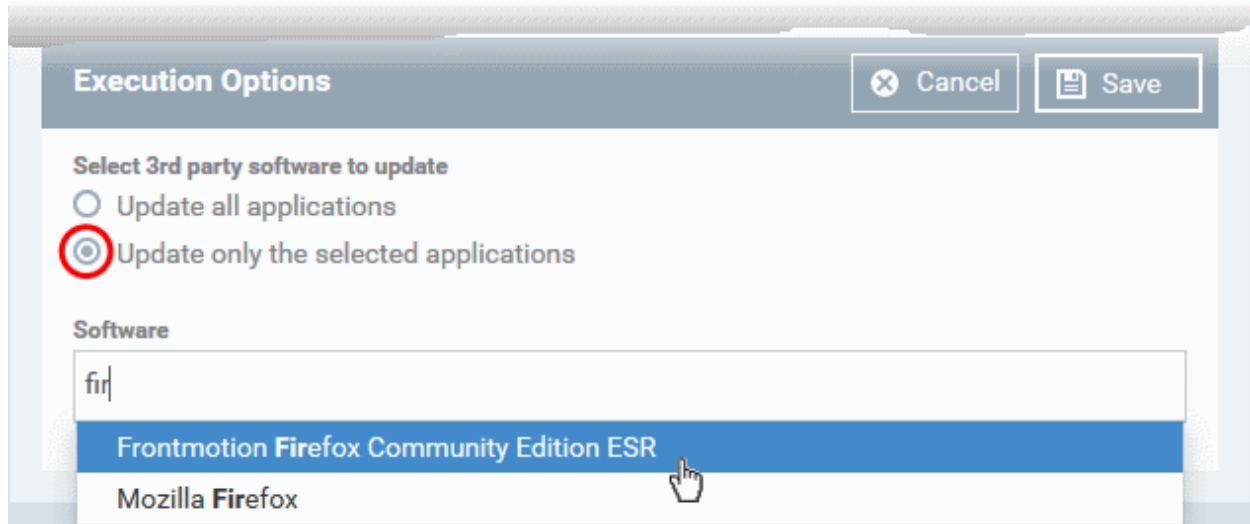 Execution Options
Cancel
Save
Select 3rd party software to update
Update all applications
Update only the selected applications
Software
fir
Frontmotion Firefox Community Edition ESR
Mozilla Firefox